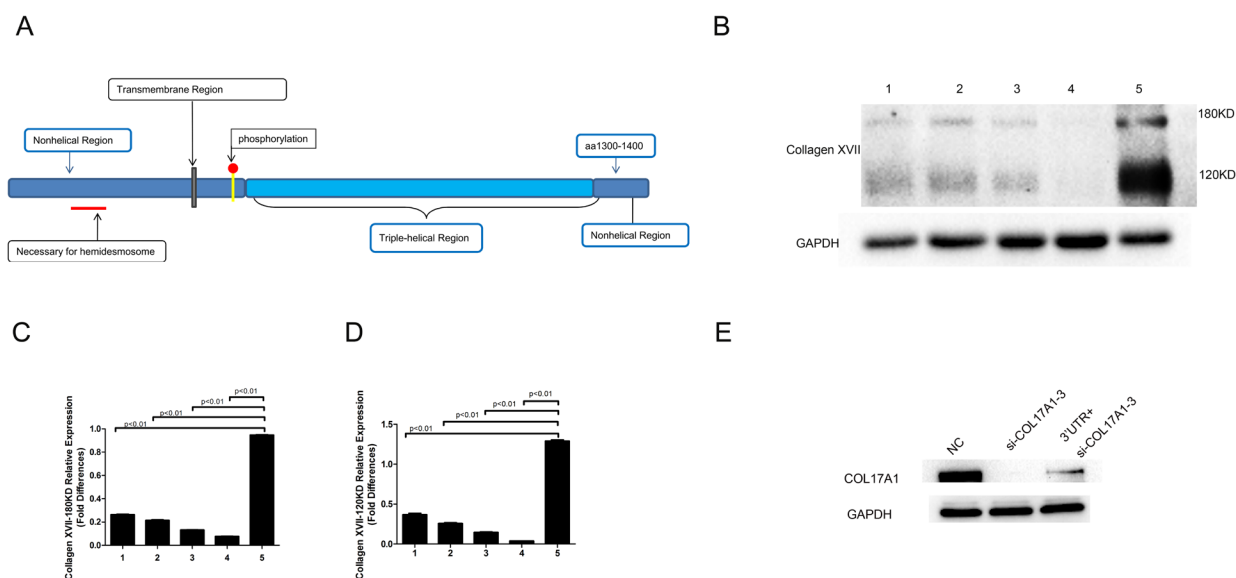 A
Transmembrane Region
Nonhelical Region
phosphorylation
aa1300-1400
Necessary for hemidesmosome
Triple-helical Region
Nonhelical Region
B
1 2 3 4 5
180KD
Collagen XVII
120KD
GAPDH
C
p<0.01
p<0.01
p<0.01
p<0.01
Collagen XVII-180KD Relative Expression
(Fold Differences)
1.0
0.8
0.6
0.4
0.2
0.0
1 2 3 4 5
D
p<0.01
p<0.01
p<0.01
p<0.01
Collagen XVII-120KD Relative Expression
(Fold Differences)
1.5
1.0
0.5
0.0
1 2 3 4 5
E
NC
si-COL17A1-3
3'UTR+
si-COL17A1-3
COL17A1
GAPDH